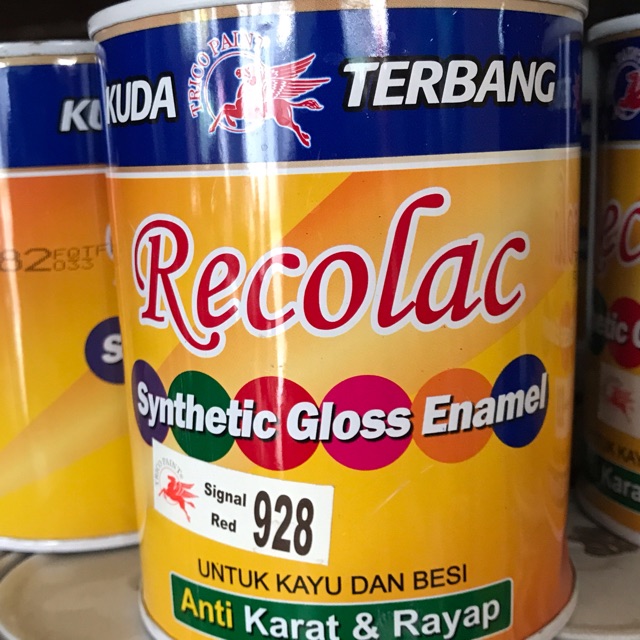 KUDA TERBANG
TRICO PAINT
Recolac
Synthetic Gloss Enamel
Signal
Red 928
UNTUK KAYU DAN BESI
Anti Karat & Rayap